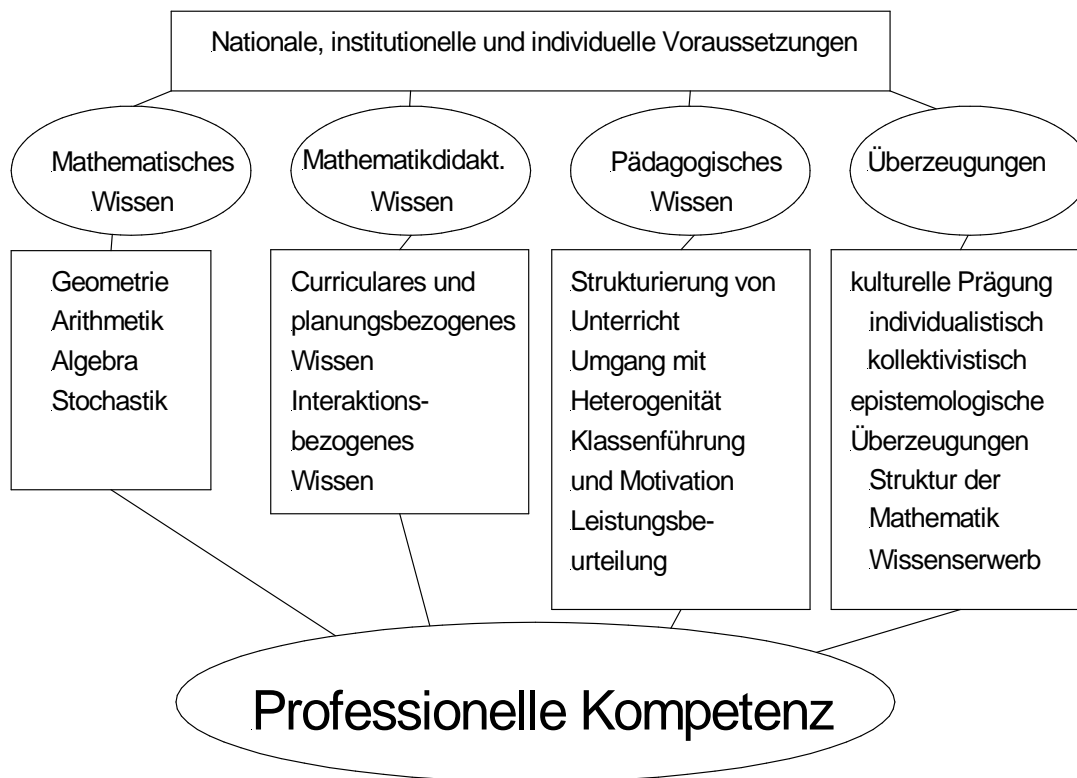 Nationale, institutionelle und individuelle Voraussetzungen
Mathematisches
Wissen
Mathematikdidakt.
Wissen
Pädagogisches
Wissen
Überzeugungen
Geometrie
Arithmetik
Algebra
Stochastik
Curriculares und
planungsbezogenes
Wissen
Interaktions-
bezogenes
Wissen
Strukturierung von
Unterricht
Umgang mit
Heterogenität
Klassenführung
und Motivation
Leistungsbe-
urteilung
kulturelle Prägung
individualistisch
kollektivistisch
epistemologische
Überzeugungen
Struktur der
Mathematik
Wissenserwerb
Professionelle Kompetenz